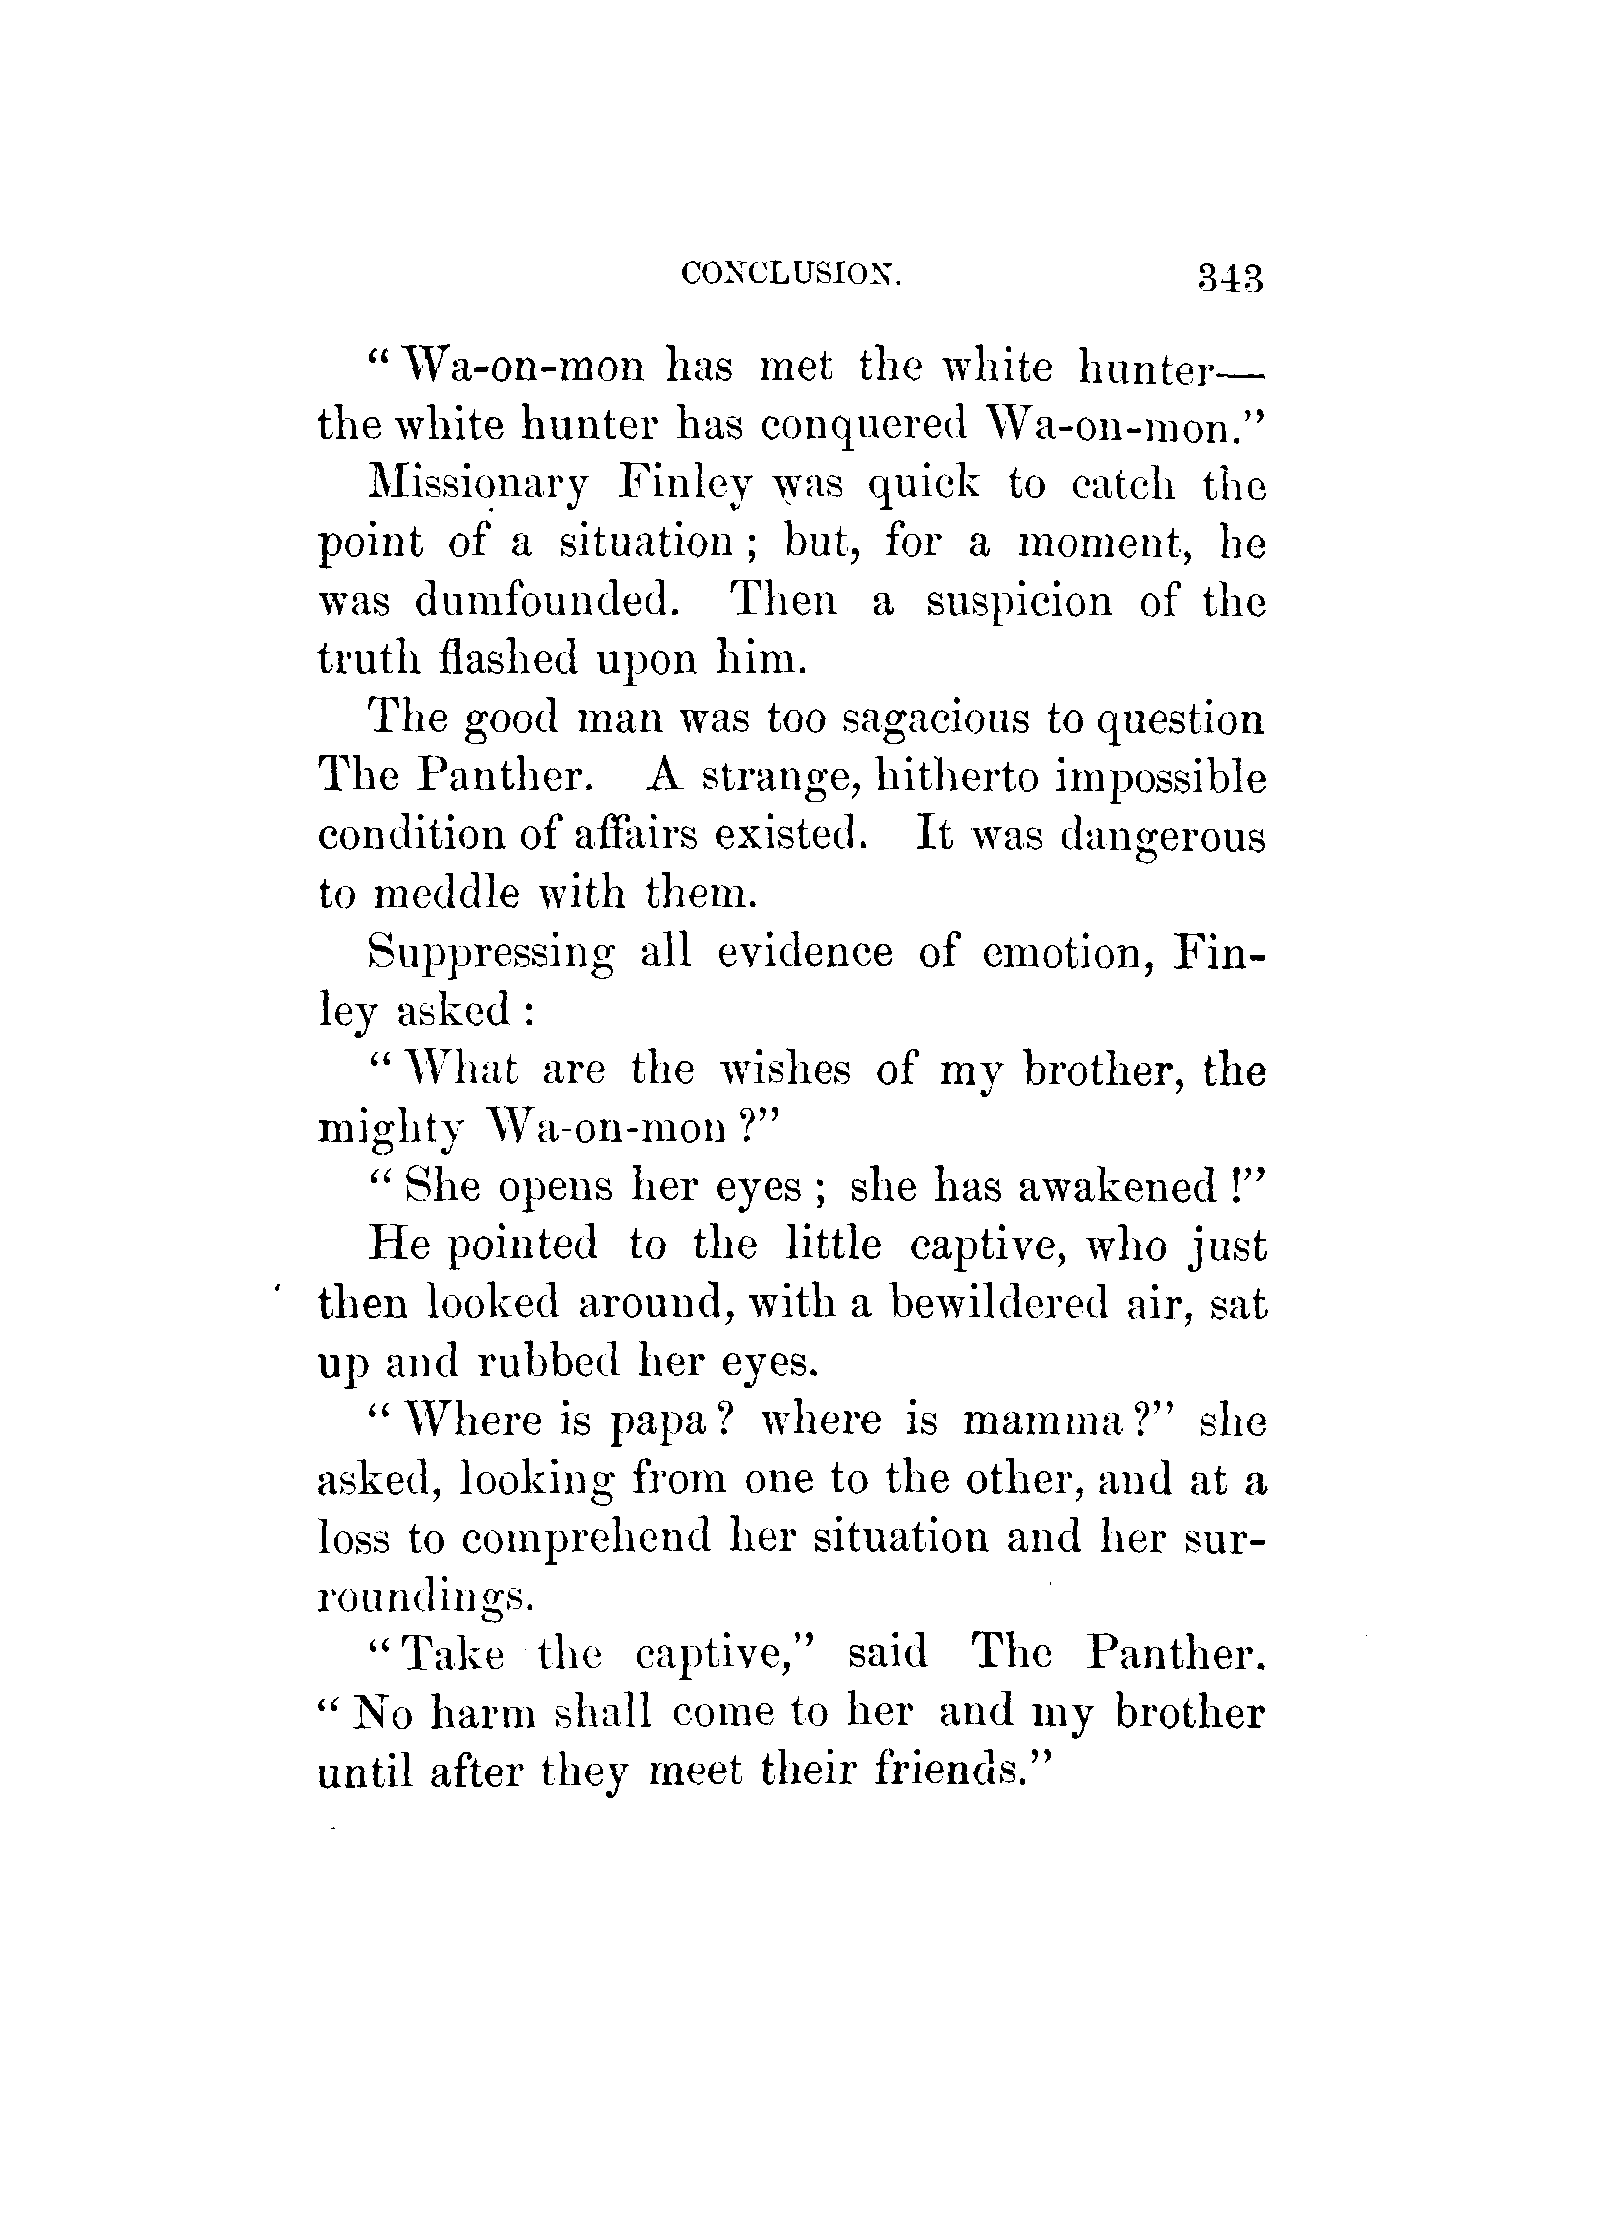 CONCLUSION. 343
“ Wa-on-mon has met the white hunter—
the white hunter has conquered Wa-on-mon.”
Missionary Finley was quick to catch the
point of a situation ; but, for a moment, he
was dumfounded. Then a suspicion of the
truth flashed upon him.
The good man was too sagacious to question
The Panther. A strange, hitherto impossible
condition of affairs existed. It was dangerous
to meddle with them.
Suppressing all evidence of emotion, Fin-
ley asked :
“ What are the wishes of my brother, the
mighty Wa-on-mon ?”
“ She opens her eyes ; she has awakened !”
He pointed to the little captive, who just
then looked around, with a bewildered air, sat
up and rubbed her eyes.
“ Where is papa ? where is mamma ?” she
asked, looking from one to the other, and at a
loss to comprehend her situation and her sur-
roundings.
“ Take the captive,” said The Panther.
“ No harm shall come to her and my brother
until after they meet their friends.”